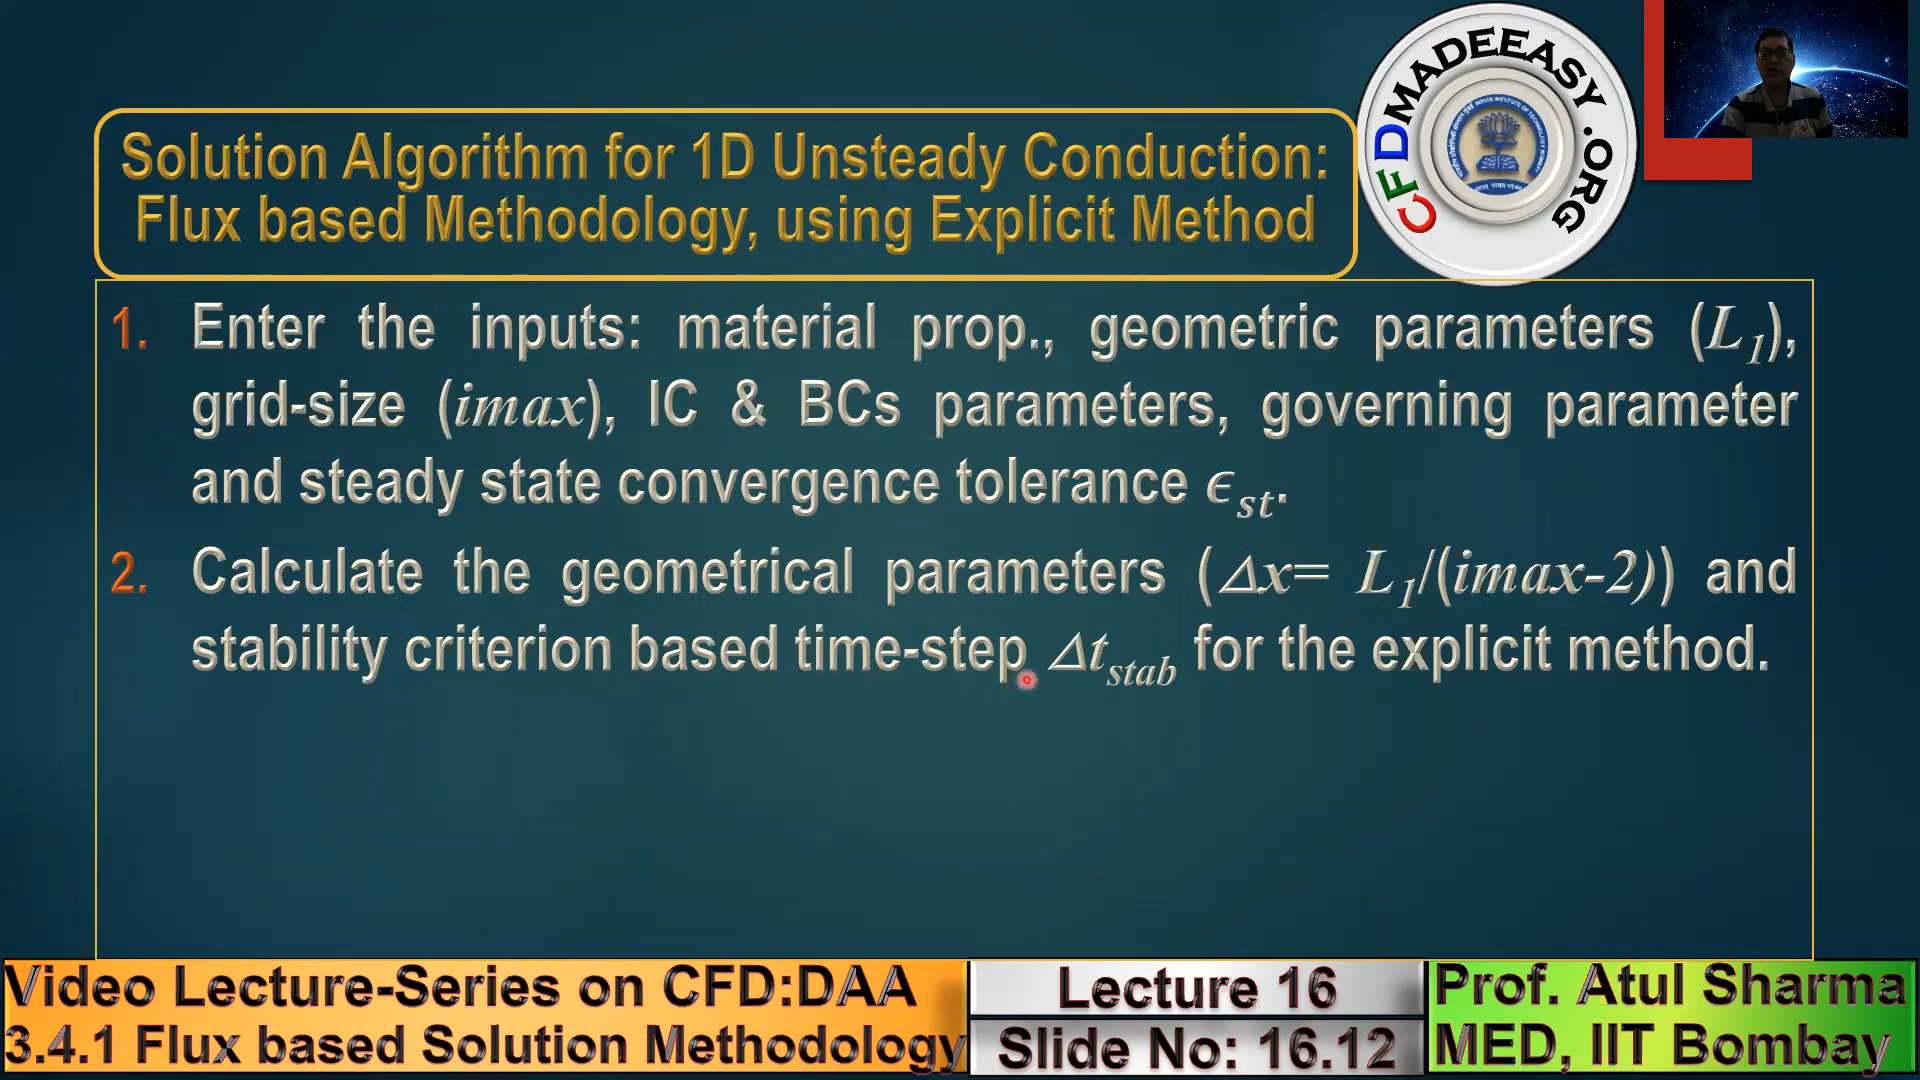 Solution Algorithm for 1D Unsteady Conduction:
Flux based Methodology, using Explicit Method
CFDMADEEASY.ORG
1. Enter the inputs: material prop., geometric parameters (L₁),
grid-size (imax), IC & BCs parameters, governing parameter
and steady state convergence tolerance ϵst.
2. Calculate the geometrical parameters (Δx= L₁/(imax-2)) and
stability criterion based time-step Δtstab for the explicit method.
Video Lecture-Series on CFD:DAA
3.4.1 Flux based Solution Methodology
Lecture 16
Slide No: 16.12
Prof. Atul Sharma
MED, IIT Bombay